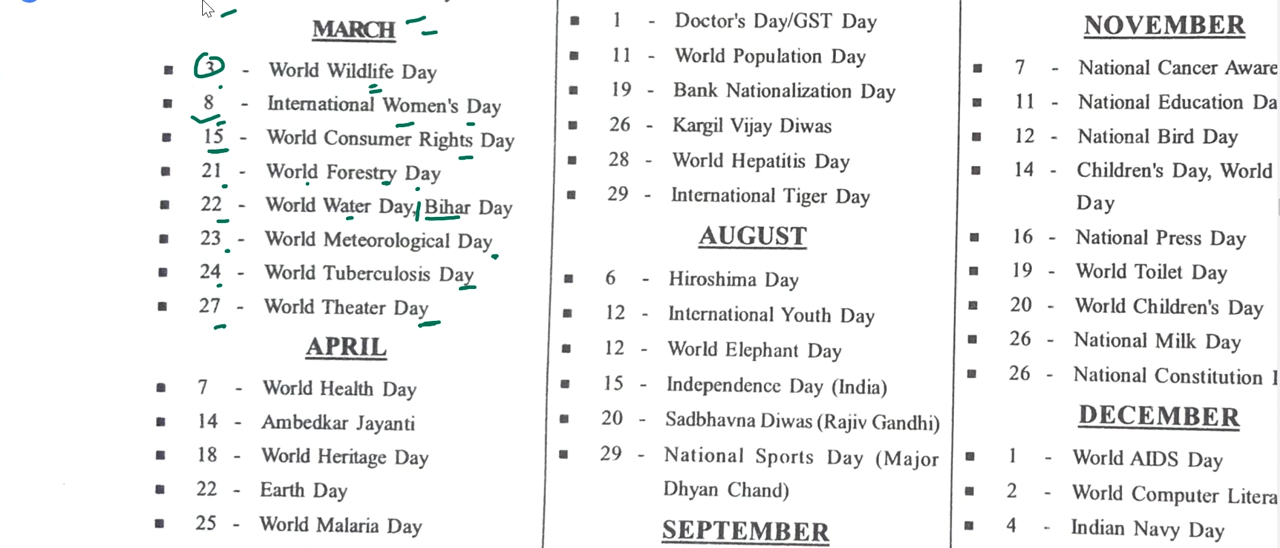 MARCH
3 - World Wildlife Day
8 - International Women's Day
15 - World Consumer Rights Day
21 - World Forestry Day
22 - World Water Day, Bihar Day
23 - World Meteorological Day
24 - World Tuberculosis Day
27 - World Theater Day
APRIL
7 - World Health Day
14 - Ambedkar Jayanti
18 - World Heritage Day
22 - Earth Day
25 - World Malaria Day
1 - Doctor's Day/GST Day
11 - World Population Day
19 - Bank Nationalization Day
26 - Kargil Vijay Diwas
28 - World Hepatitis Day
29 - International Tiger Day
AUGUST
6 - Hiroshima Day
12 - International Youth Day
12 - World Elephant Day
15 - Independence Day (India)
20 - Sadbhavna Diwas (Rajiv Gandhi)
29 - National Sports Day (Major
Dhyan Chand)
SEPTEMBER
NOVEMBER
7 - National Cancer Aware
11 - National Education Da
12 - National Bird Day
14 - Children's Day, World
Day
16 - National Press Day
19 - World Toilet Day
20 - World Children's Day
26 - National Milk Day
26 - National Constitution
DECEMBER
1 - World AIDS Day
2 - World Computer Litera
4 - Indian Navy Day